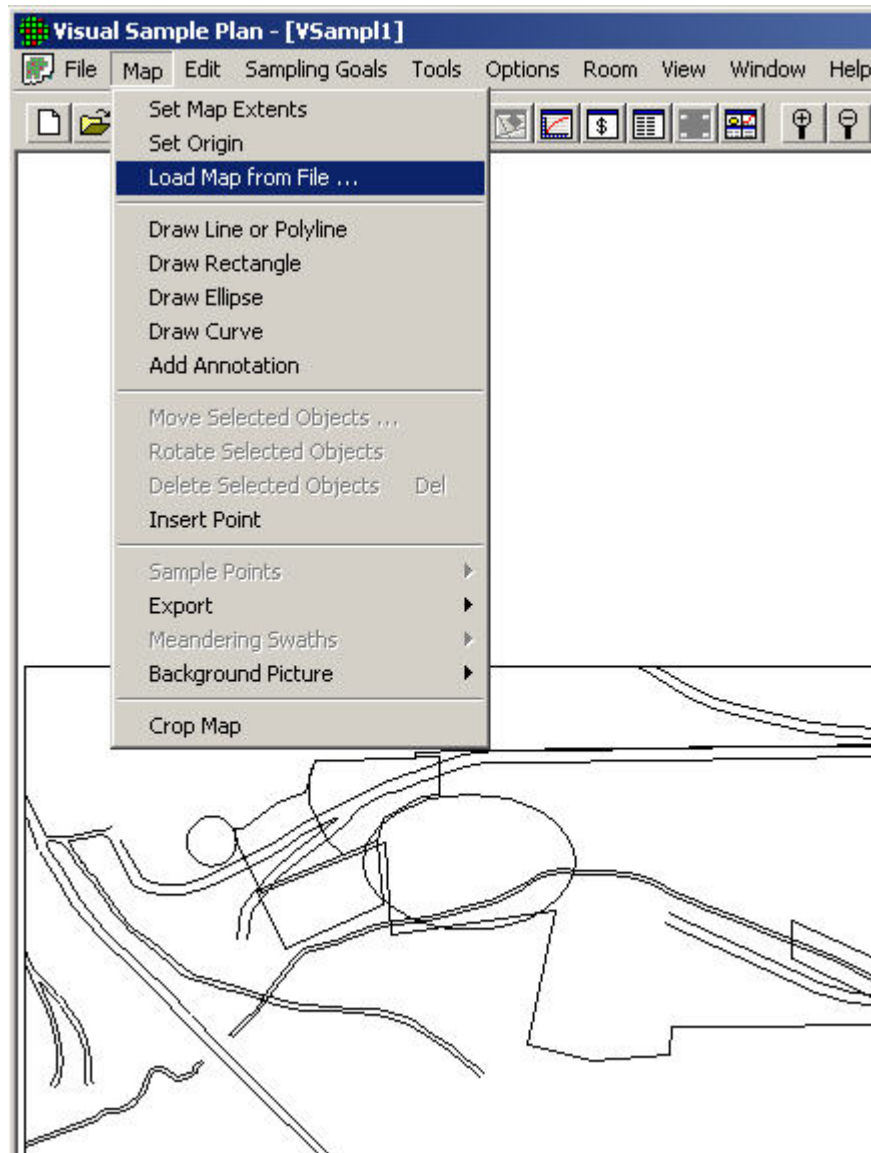 Visual Sample Plan - [VSampl1]
File Map Edit Sampling Goals Tools Options Room View Window Help
Set Map Extents
Set Origin
Load Map from File ...
Draw Line or Polyline
Draw Rectangle
Draw Ellipse
Draw Curve
Add Annotation
Move Selected Objects ...
Rotate Selected Objects
Delete Selected Objects Del
Insert Point
Sample Points
Export
Meandering Swaths
Background Picture
Crop Map